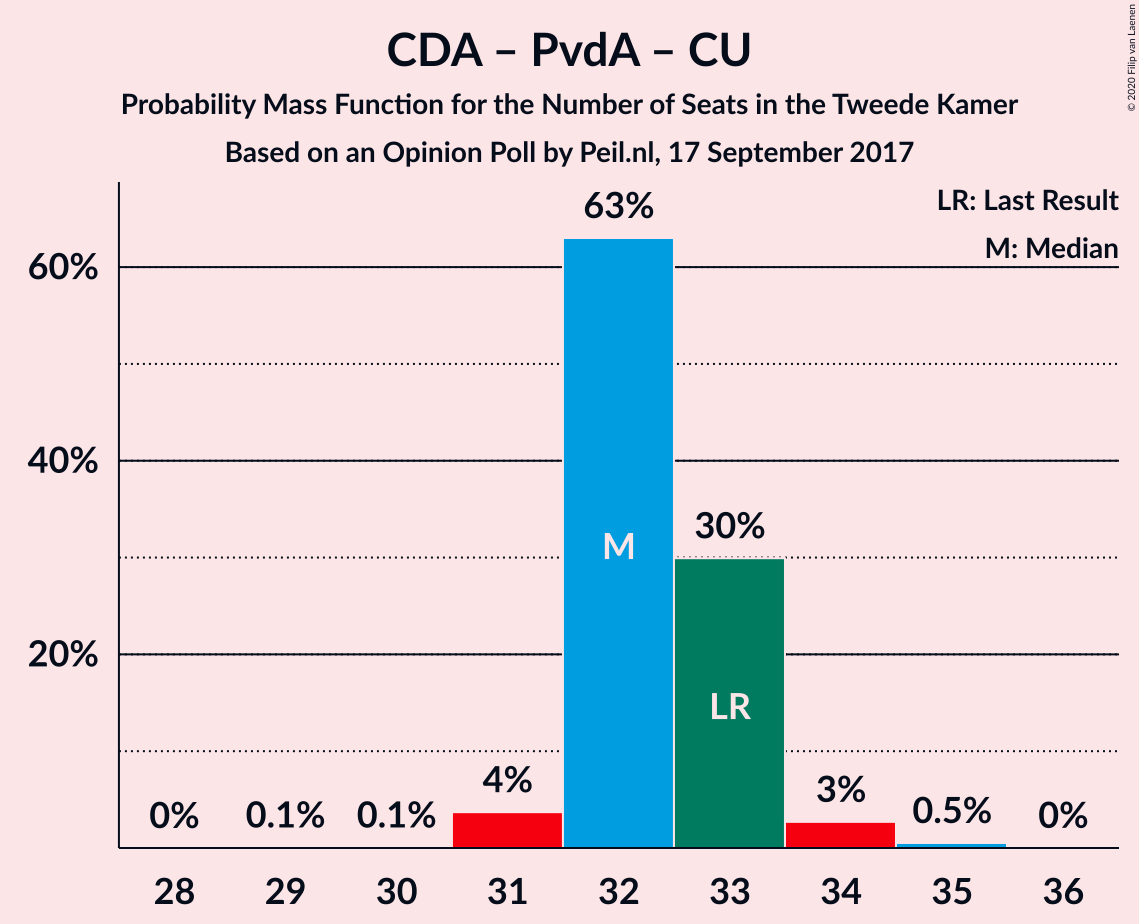 CDA – PvdA – CU
Probability Mass Function for the Number of Seats in the Tweede Kamer
Based on an Opinion Poll by Peil.nl, 17 September 2017
© 2020 Filip van Laenen
LR: Last Result
M: Median
63%
60%
40%
30%
20%
M
LR
0%
0.1%
0.1%
4%
3%
0.5%
0%
28 29 30 31 32 33 34 35 36